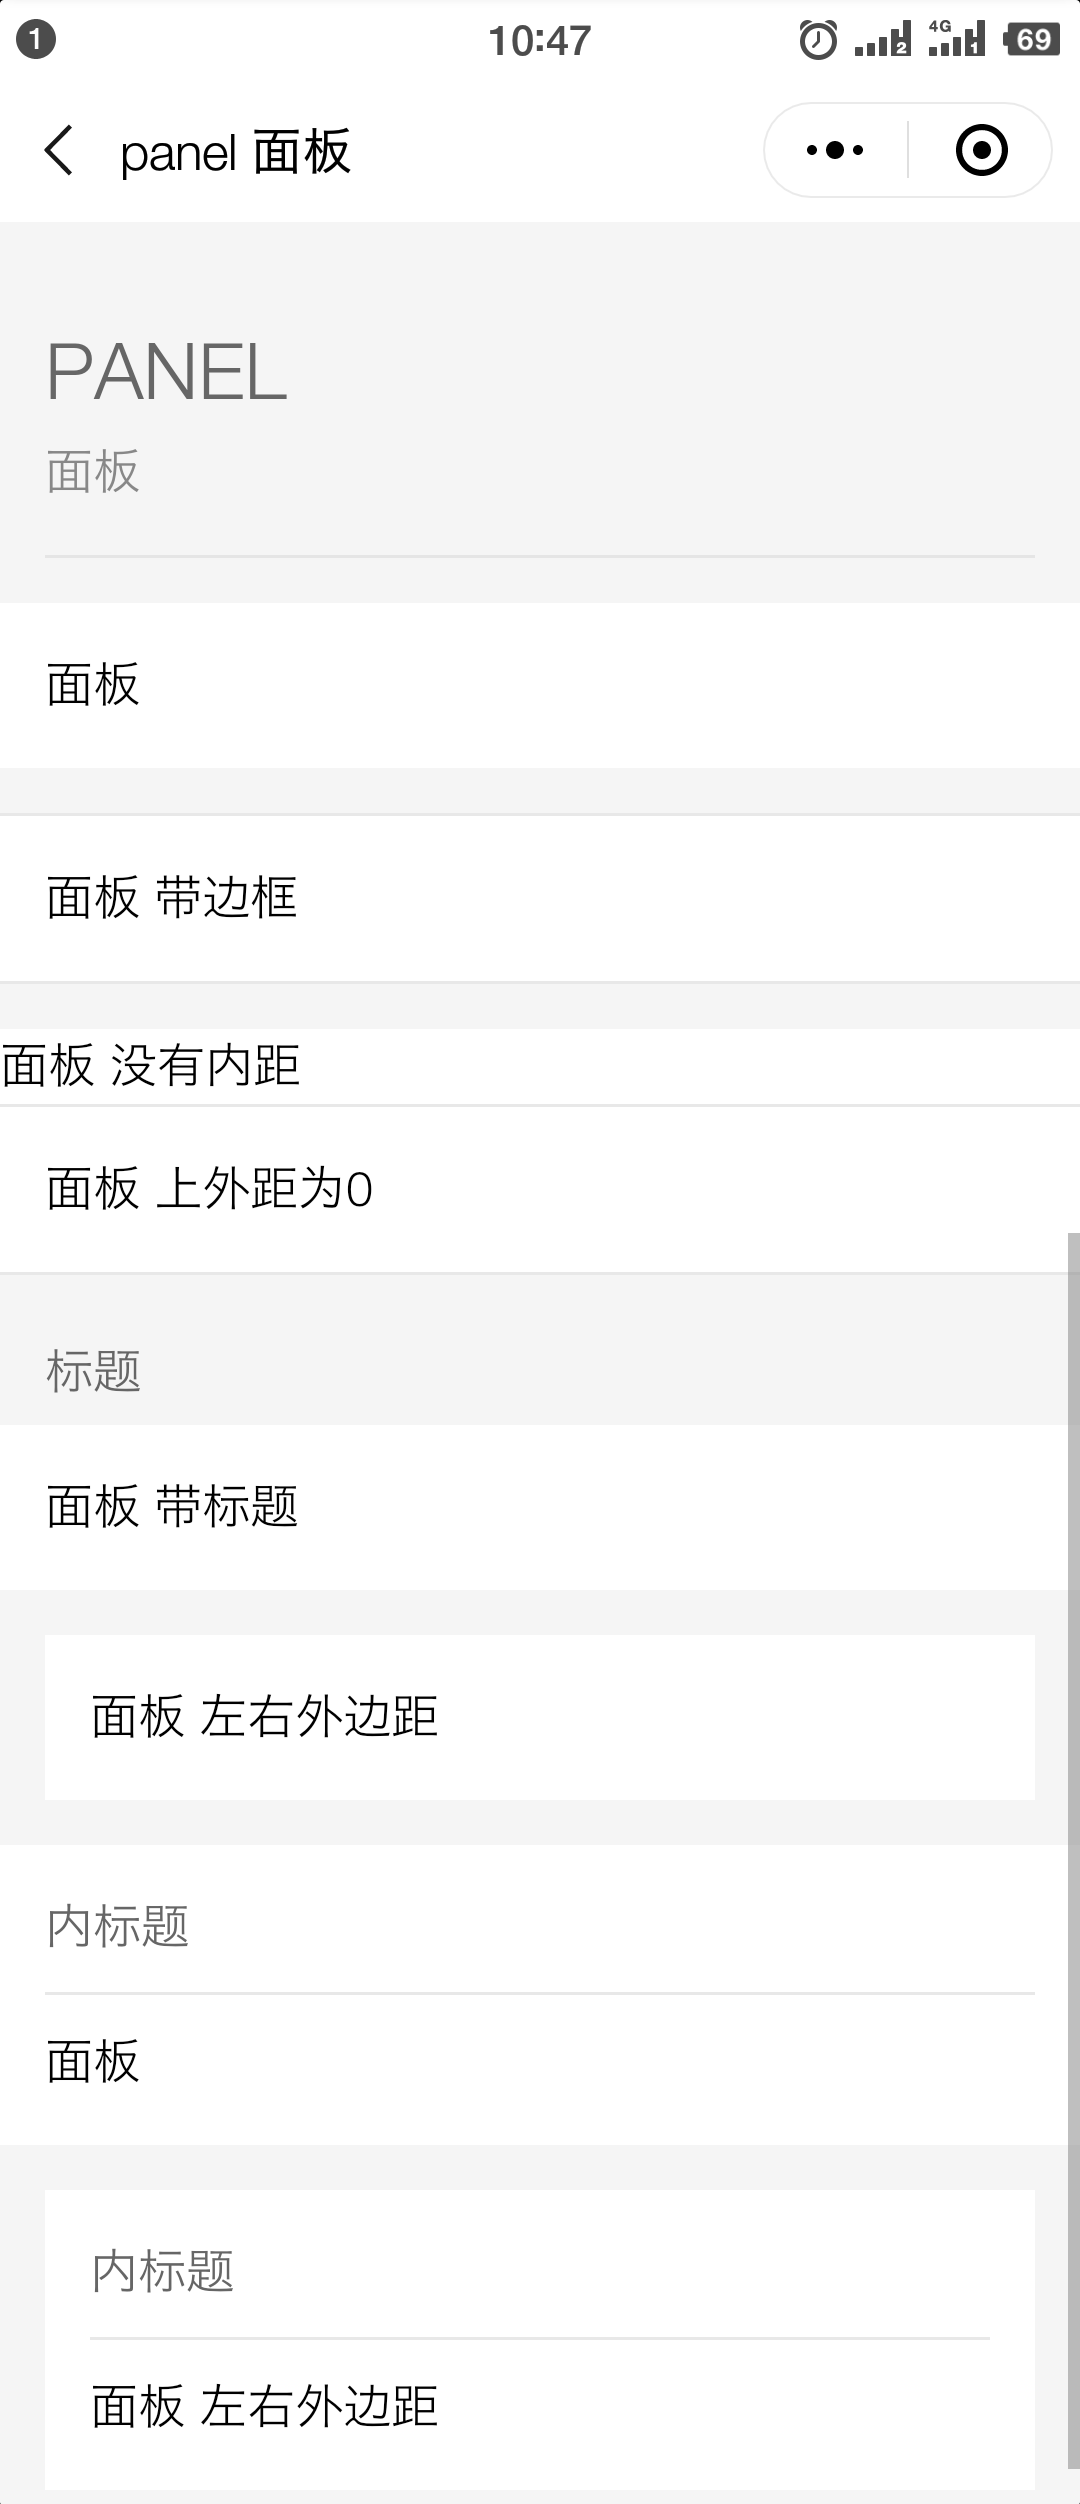 1 10:47 2 4G 1 69
panel 面板
PANEL
面板
面板
面板 带边框
面板 没有内距
面板 上外距为0
标题
面板 带标题
面板 左右外边距
内标题
面板
内标题
面板 左右外边距